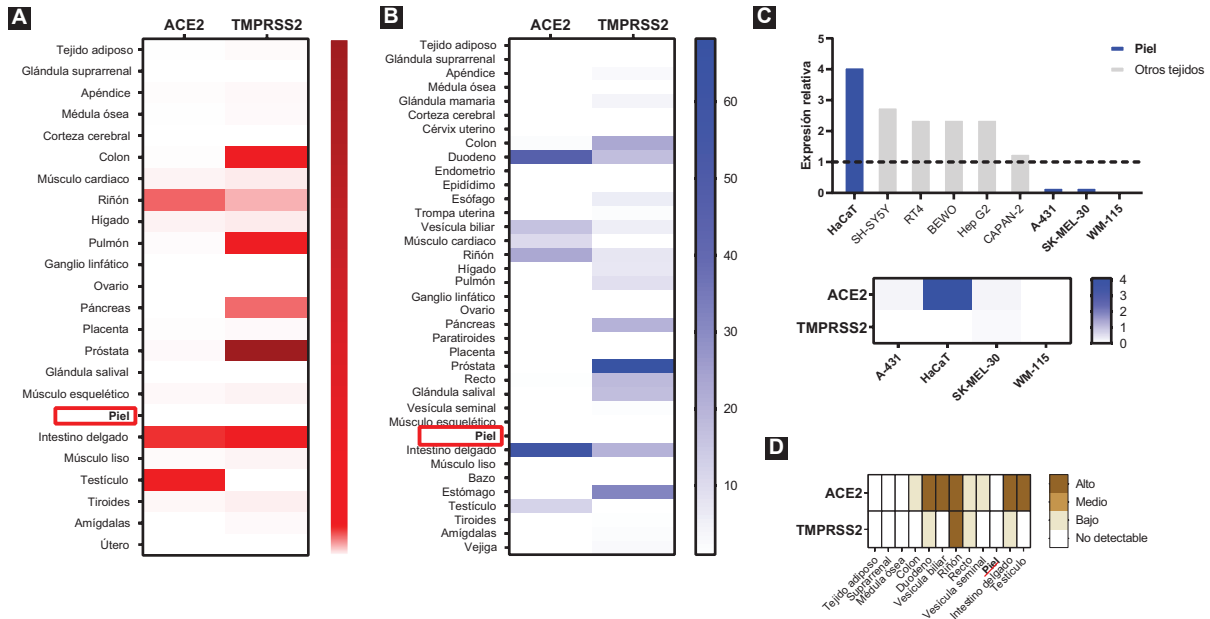 A
ACE2 TMPRSS2
Tejido adiposo
Glándula suprarrenal
Apéndice
Médula ósea
Corteza cerebral
Colon
Músculo cardiaco
Riñón
Hígado
Pulmón
Ganglio linfático
Ovario
Páncreas
Placenta
Próstata
Glándula salival
Músculo esquelético
Piel
Intestino delgado
Músculo liso
Testículo
Tiroides
Amígdalas
Útero
B
ACE2 TMPRSS2
Tejido adiposo
Glándula suprarrenal
Apéndice
Médula ósea
Glándula mamaria
Corteza cerebral
Cérvix uterino
Colon
Duodeno
Endometrio
Epidídimo
Esófago
Trompa uterina
Vesícula biliar
Músculo cardiaco
Riñón
Hígado
Pulmón
Ganglio linfático
Ovario
Páncreas
Paratiroides
Placenta
Próstata
Recto
Glándula salival
Vesícula seminal
Músculo esquelético
Piel
Intestino delgado
Músculo liso
Bazo
Estómago
Testículo
Tiroides
Amígdalas
Vejiga
60
50
40
30
20
10
C
Expresión relativa
5
4
3
2
1
0
Piel
Otros tejidos
HaCaT
SH-SY5Y
RT4
BEWO
Hep G2
CAPAN-2
A-431
SK-MEL-30
WM-115
ACE2
TMPRSS2
A-431
HaCaT
SK-MEL-30
WM-115
4
3
2
1
0
D
ACE2
TMPRSS2
Tejido adiposo
Suprarrenal
Médula ósea
Colon
Duodeno
Vesícula biliar
Riñón
Recto
Vesícula seminal
Piel
Intestino delgado
Testículo
Alto
Medio
Bajo
No detectable